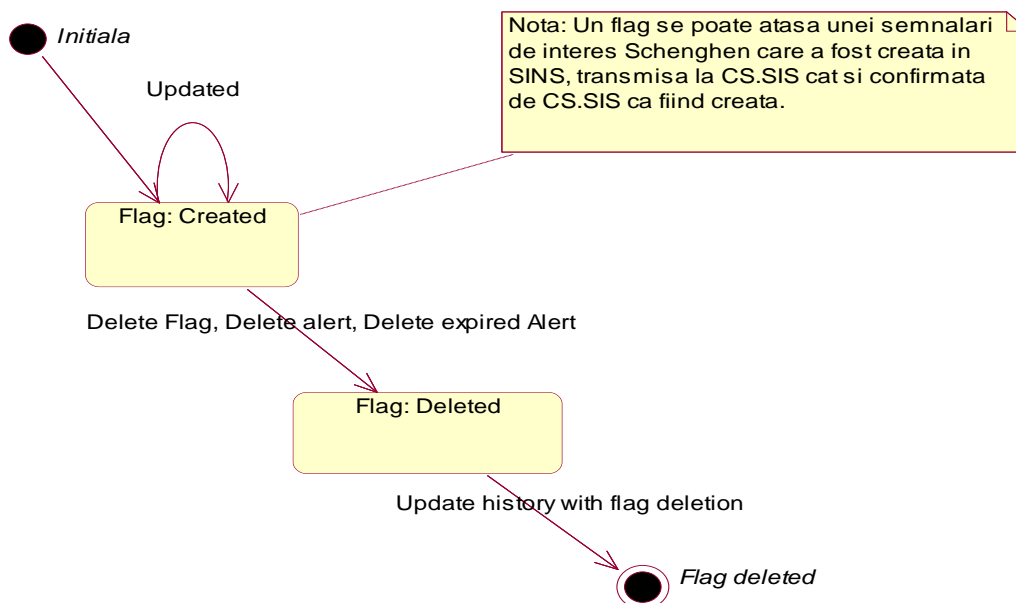 Initiala
Nota: Un flag se poate atasa unei semnalari
de interes Schenghen care a fost creata in
SINS, transmisa la CS.SIS cat si confirmata
de CS.SIS ca fiind creata.
Updated
Flag: Created
Delete Flag, Delete alert, Delete expired Alert
Flag: Deleted
Update history with flag deletion
Flag deleted